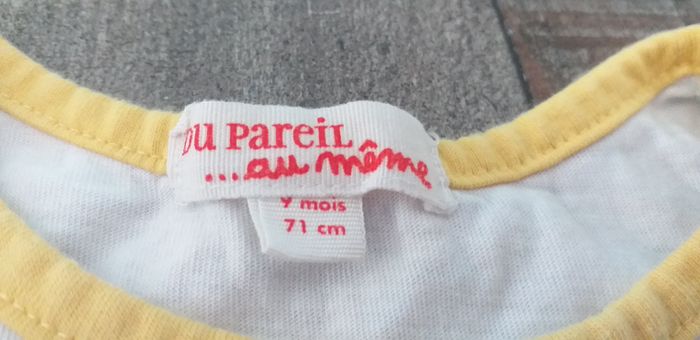 DU PareiL
...au même
9 mois
71 cm